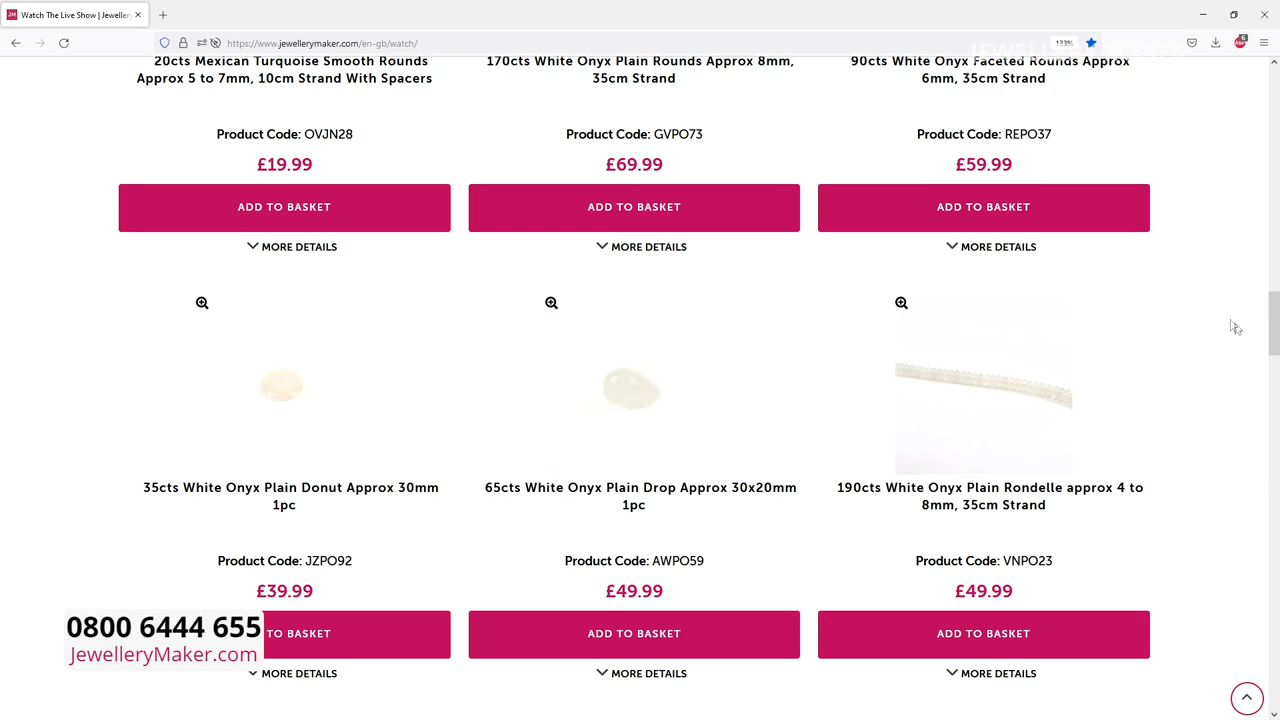 Watch The Live Show | Jeweller
https://www.jewellerymaker.com/en_gb/watch/
133%
6
JEWELLERY MAKER
20cts Mexican Turquoise Smooth Rounds
Approx 5 to 7mm, 10cm Strand With Spacers
Product Code: OVJN28
£19.99
ADD TO BASKET
MORE DETAILS
170cts White Onyx Plain Rounds Approx 8mm,
35cm Strand
Product Code: GVPO73
£69.99
ADD TO BASKET
MORE DETAILS
90cts White Onyx Faceted Rounds Approx
6mm, 35cm Strand
Product Code: REPO37
£59.99
ADD TO BASKET
MORE DETAILS
35cts White Onyx Plain Donut Approx 30mm
1pc
Product Code: JZPO92
£39.99
TO BASKET
MORE DETAILS
65cts White Onyx Plain Drop Approx 30x20mm
1pc
Product Code: AWPO59
£49.99
ADD TO BASKET
MORE DETAILS
190cts White Onyx Plain Rondelle approx 4 to
8mm, 35cm Strand
Product Code: VNPO23
£49.99
ADD TO BASKET
MORE DETAILS
0800 6444 655
JewelleryMaker.com